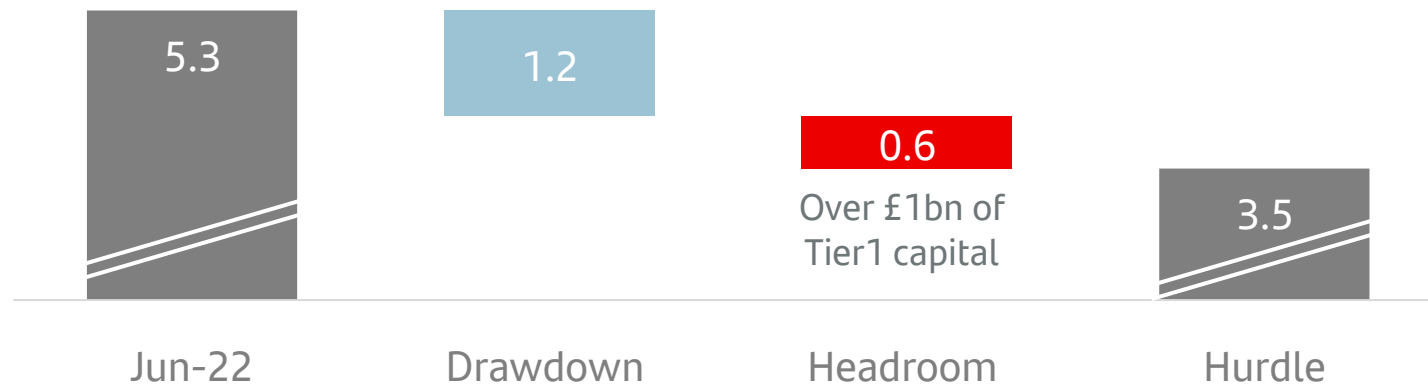 5.3
1.2
0.6
Over £1bn of
Tier1 capital
3.5
Jun-22
Drawdown
Headroom
Hurdle